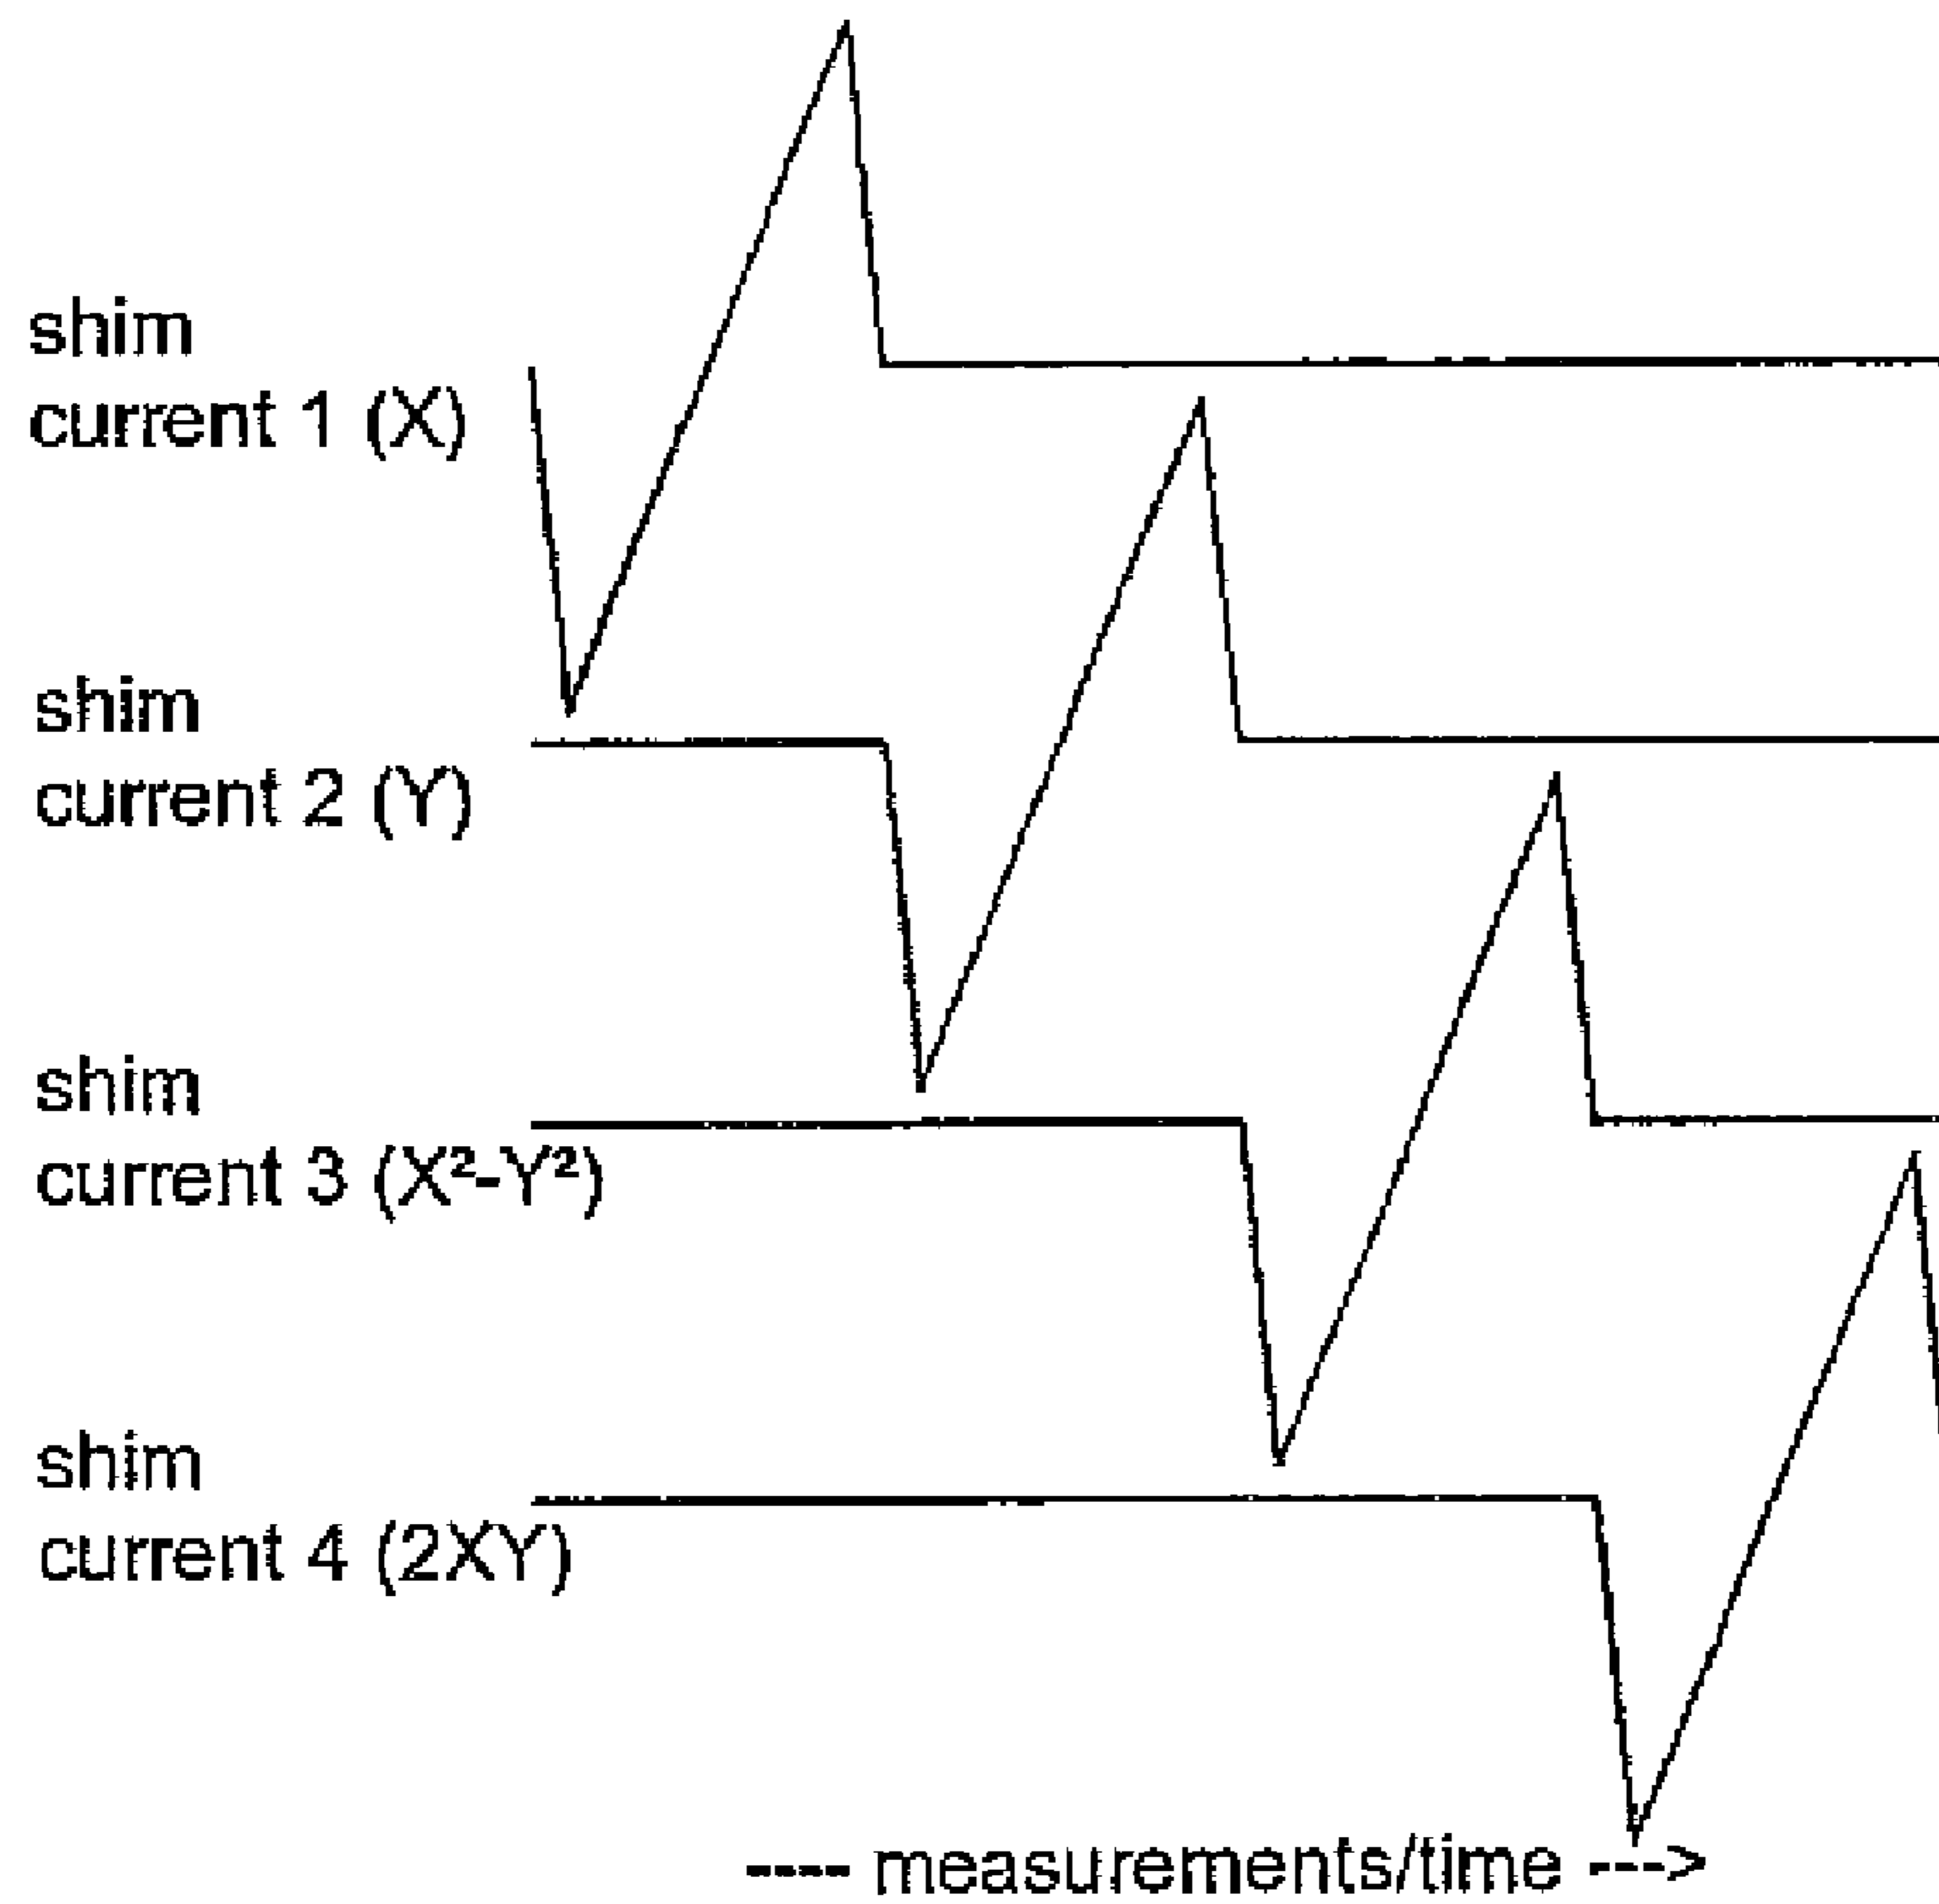 shim
current 1 (X)
shim
current 2 (Y)
shim
current 3 (X²-Y²)
shim
current 4 (2XY)
---- measurements/time --->